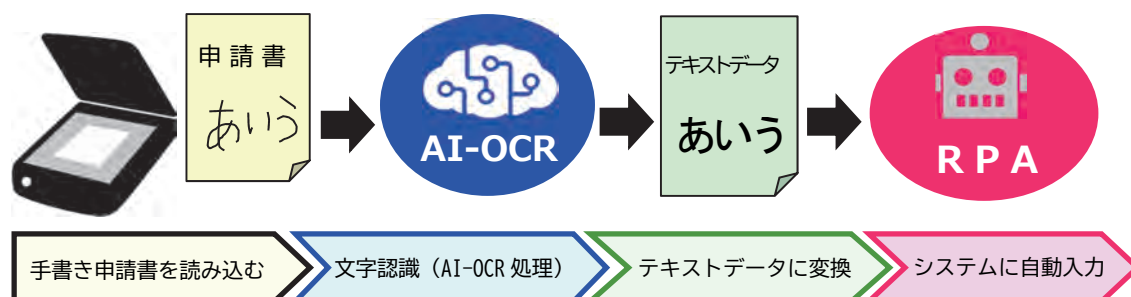 申請書
あいう
AI-OCR
テキストデータ
あいう
RPA
手書き申請書を読み込む
文字認識（AI-OCR 処理）
テキストデータに変換
システムに自動入力